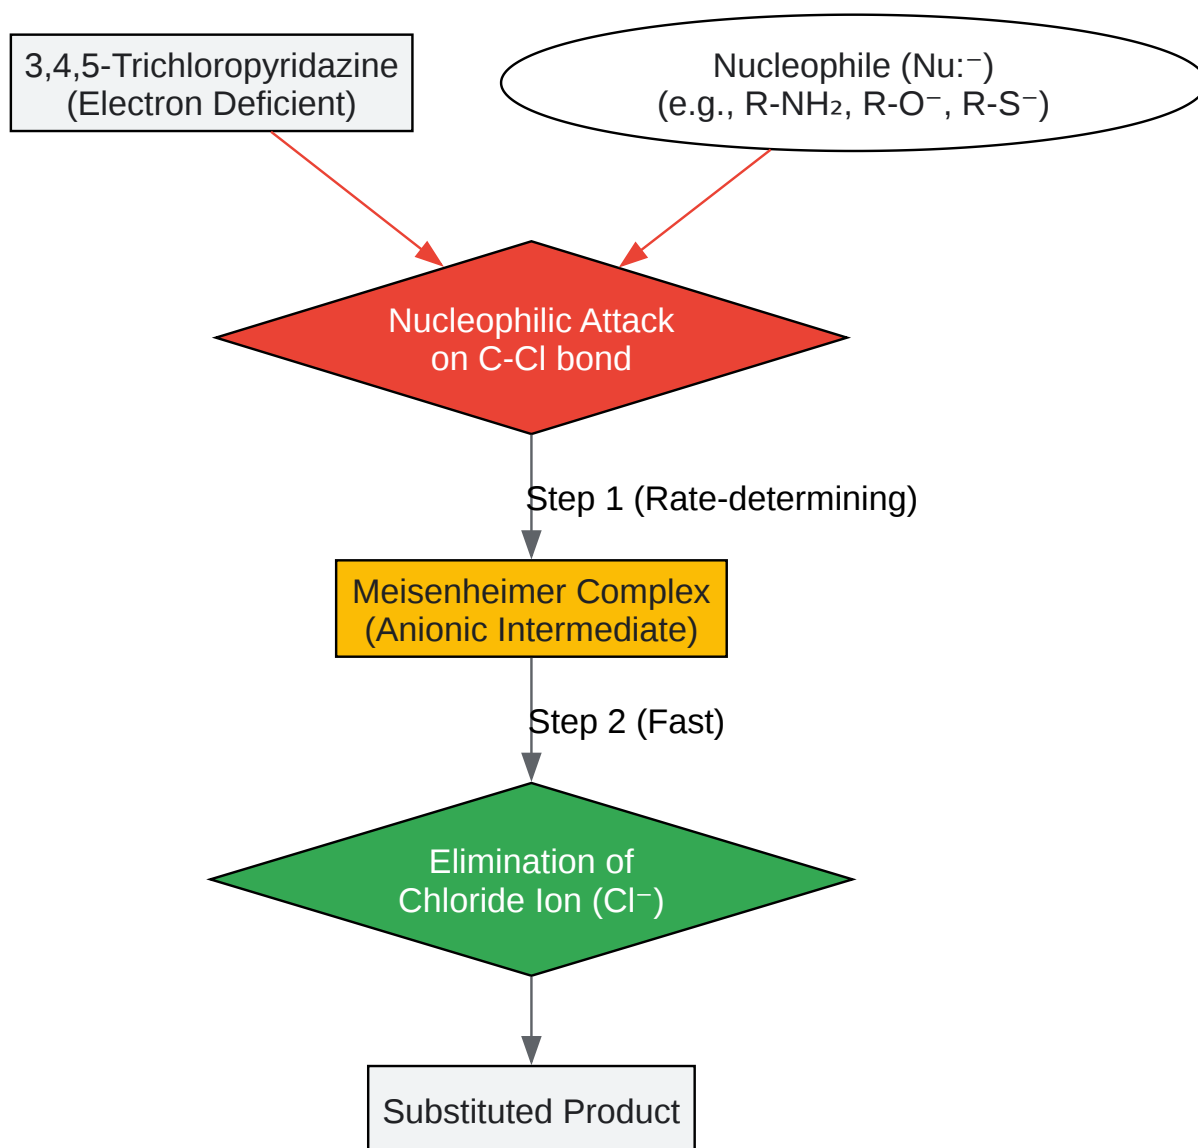 3,4,5-Trichloropyridazine
(Electron Deficient)
Nucleophile (Nu:⁻)
(e.g., R-NH₂, R-O⁻, R-S⁻)
Nucleophilic Attack
on C-Cl bond
Step 1 (Rate-determining)
Meisenheimer Complex
(Anionic Intermediate)
Step 2 (Fast)
Elimination of
Chloride Ion (Cl⁻)
Substituted Product